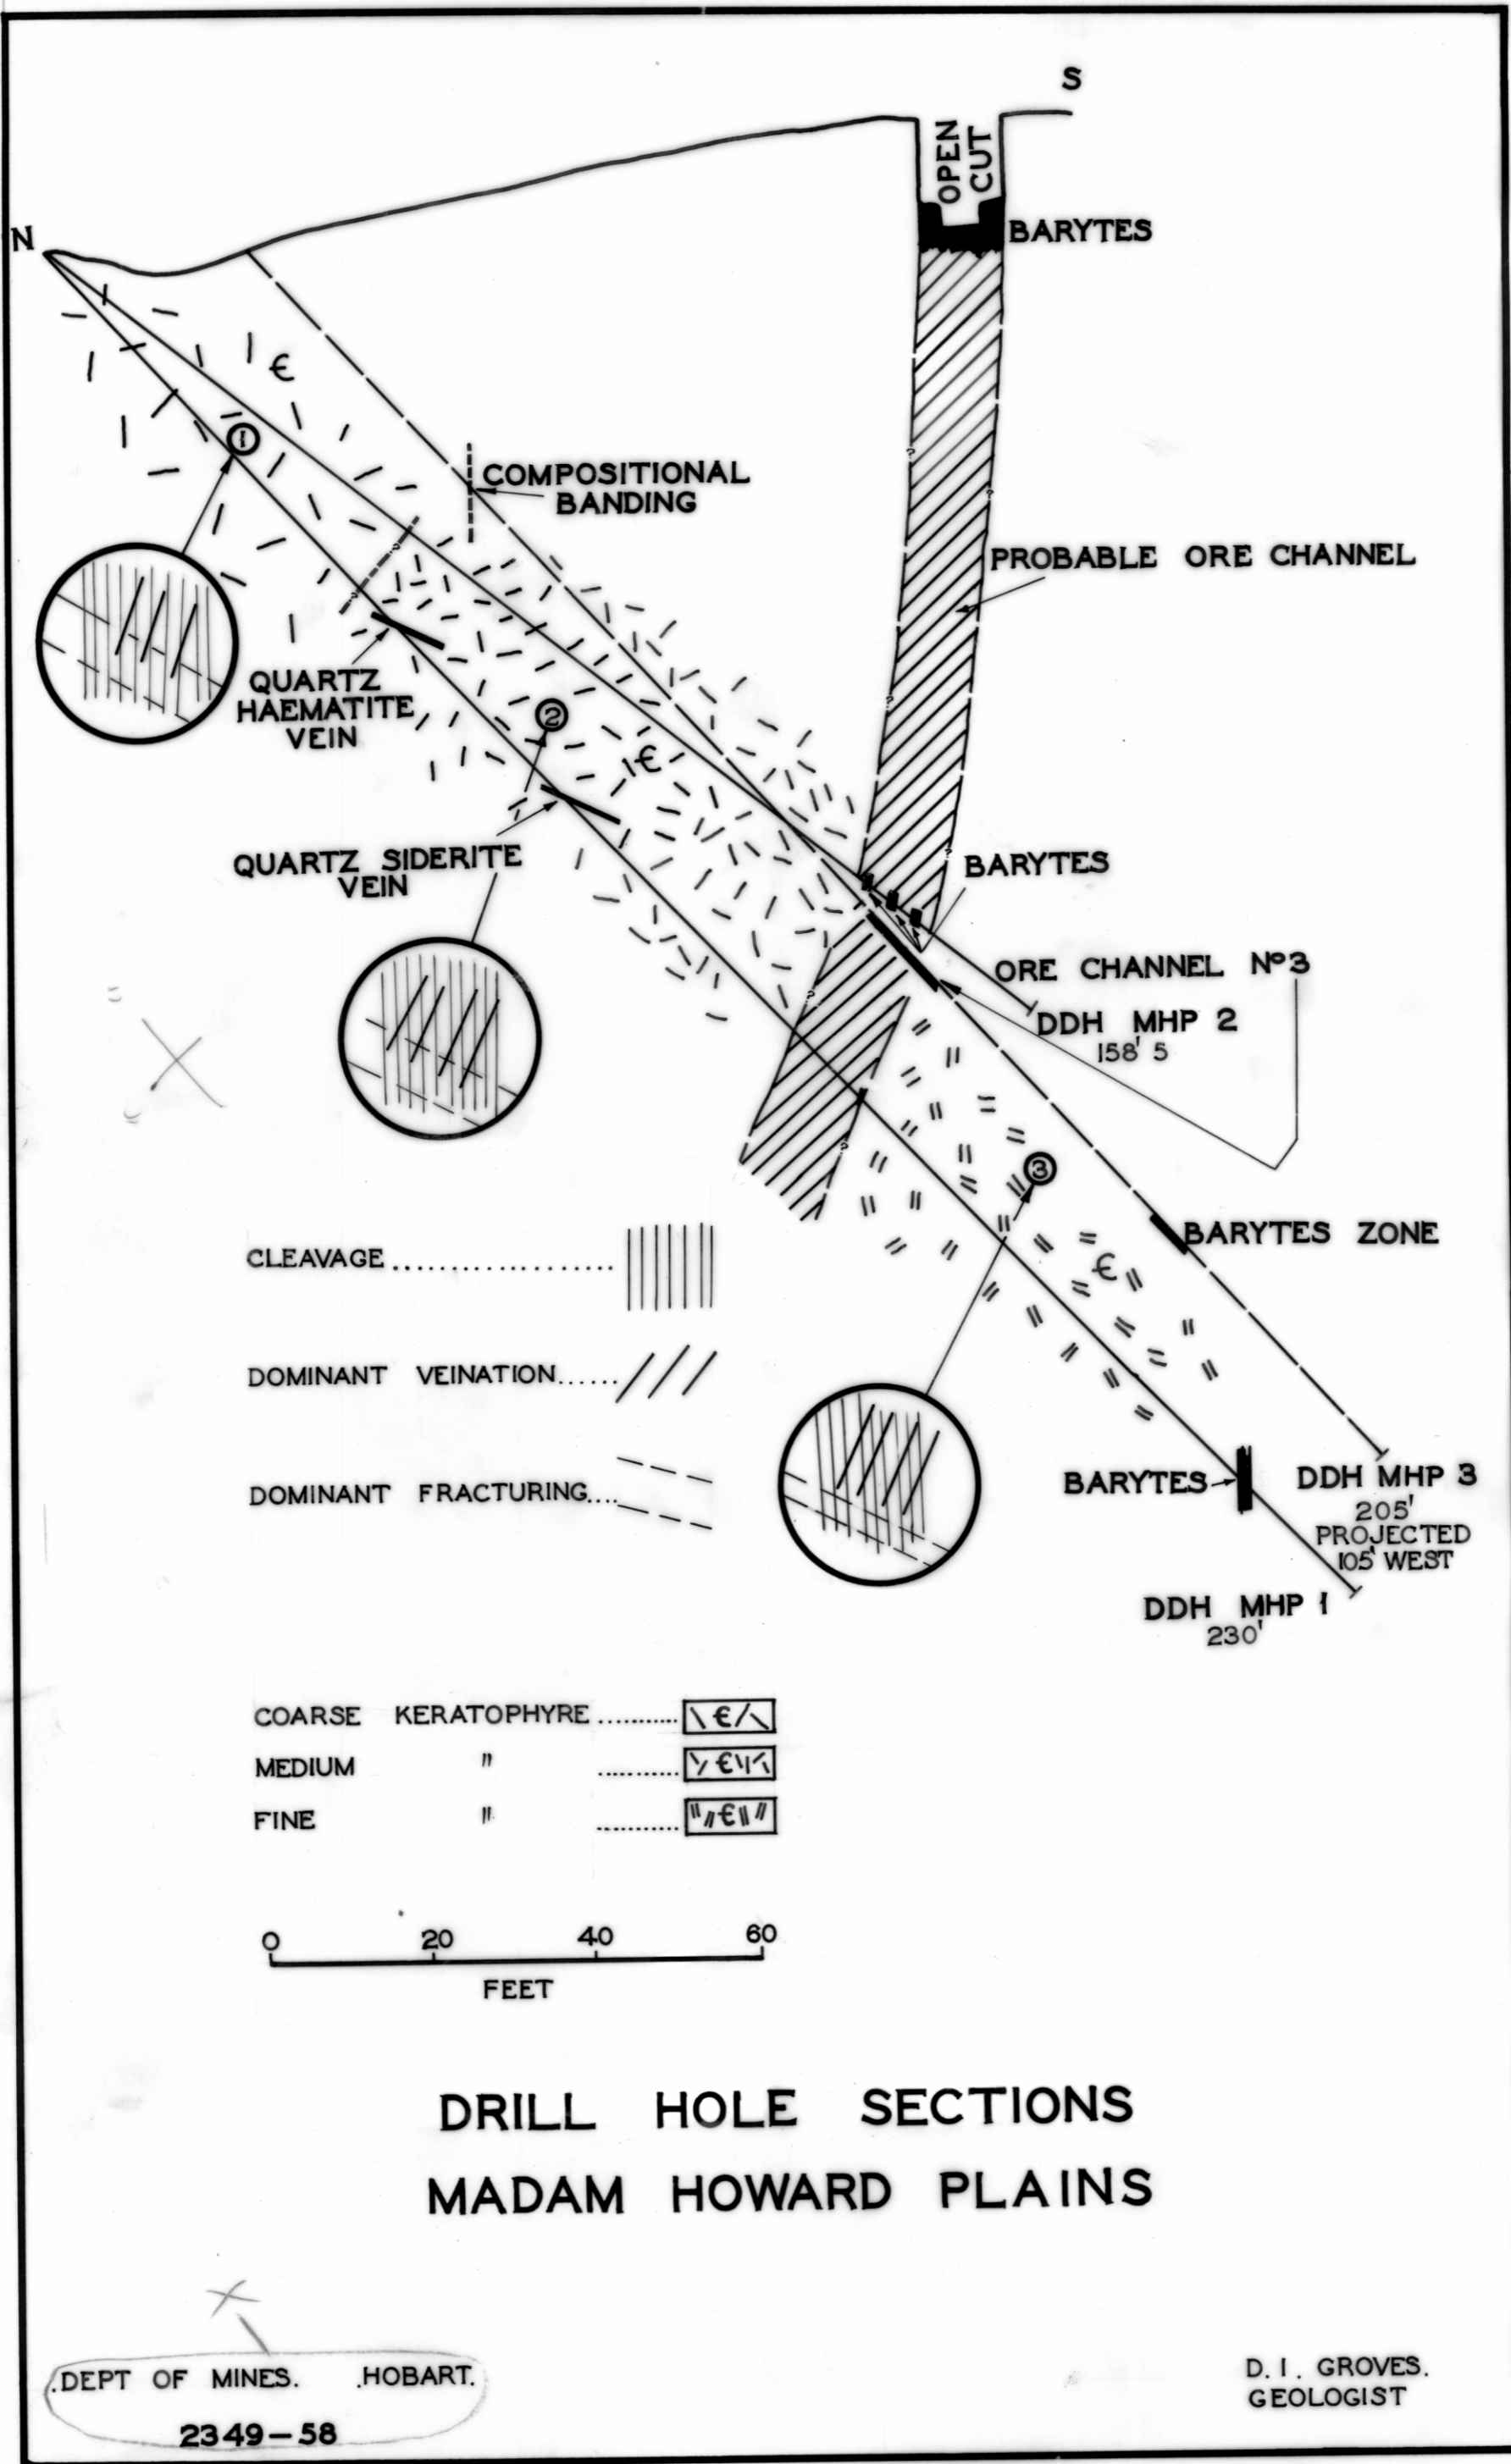 S
N
OPEN
CUT
BARYTES
€
①
COMPOSITIONAL
BANDING
PROBABLE ORE CHANNEL
QUARTZ
HAEMATITE
VEIN
②
€
QUARTZ SIDERITE
VEIN
BARYTES
ORE CHANNEL Nº3
DDH MHP 2
158' 5
③
BARYTES ZONE
€
CLEAVAGE....................
DOMINANT VEINATION......
DOMINANT FRACTURING....
BARYTES
DDH MHP 3
205'
PROJECTED
105' WEST
DDH MHP 1
230'
COARSE KERATOPHYRE .......... €
MEDIUM " .......... €
FINE " .......... €
0 20 40 60
FEET
DRILL HOLE SECTIONS
MADAM HOWARD PLAINS
.DEPT OF MINES. .HOBART.
2349-58
D. I. GROVES.
GEOLOGIST